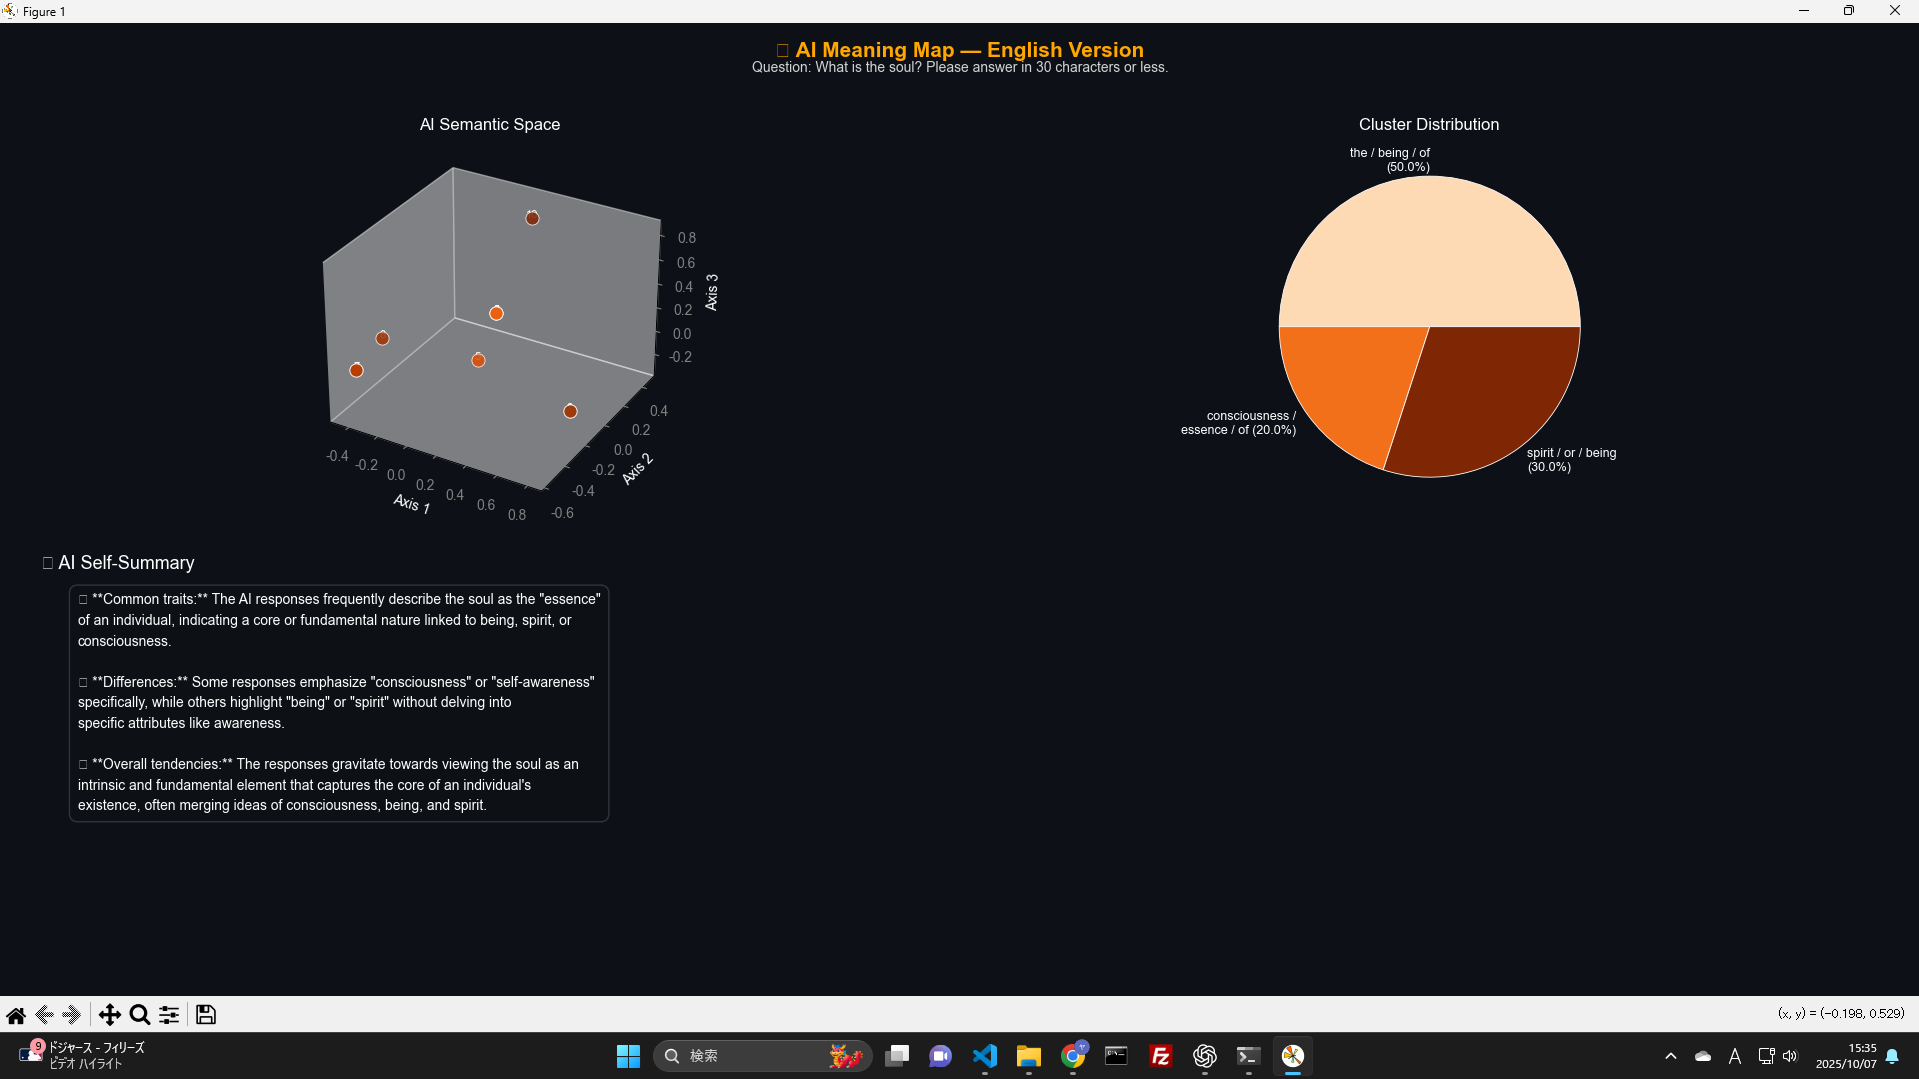 Figure 1
AI Meaning Map — English Version
Question: What is the soul? Please answer in 30 characters or less.
AI Semantic Space
0.8
0.6
0.4
0.2
0.0
-0.2
Axis 3
0.4
0.2
0.0
-0.2
-0.4
-0.6
Axis 2
-0.4
-0.2
0.0
0.2
0.4
0.6
0.8
Axis 1
Cluster Distribution
the / being / of
(50.0%)
consciousness /
essence / of (20.0%)
spirit / or / being
(30.0%)
AI Self-Summary
**Common traits:** The AI responses frequently describe the soul as the "essence"
of an individual, indicating a core or fundamental nature linked to being, spirit, or
consciousness.
**Differences:** Some responses emphasize "consciousness" or "self-awareness"
specifically, while others highlight "being" or "spirit" without delving into
specific attributes like awareness.
**Overall tendencies:** The responses gravitate towards viewing the soul as an
intrinsic and fundamental element that captures the core of an individual's
existence, often merging ideas of consciousness, being, and spirit.
(x, y) = (-0.198, 0.529)
9
ドジャース - フィリーズ
ビデオ ハイライト
検索
ヤ
Fz
A
15:35
2025/10/07